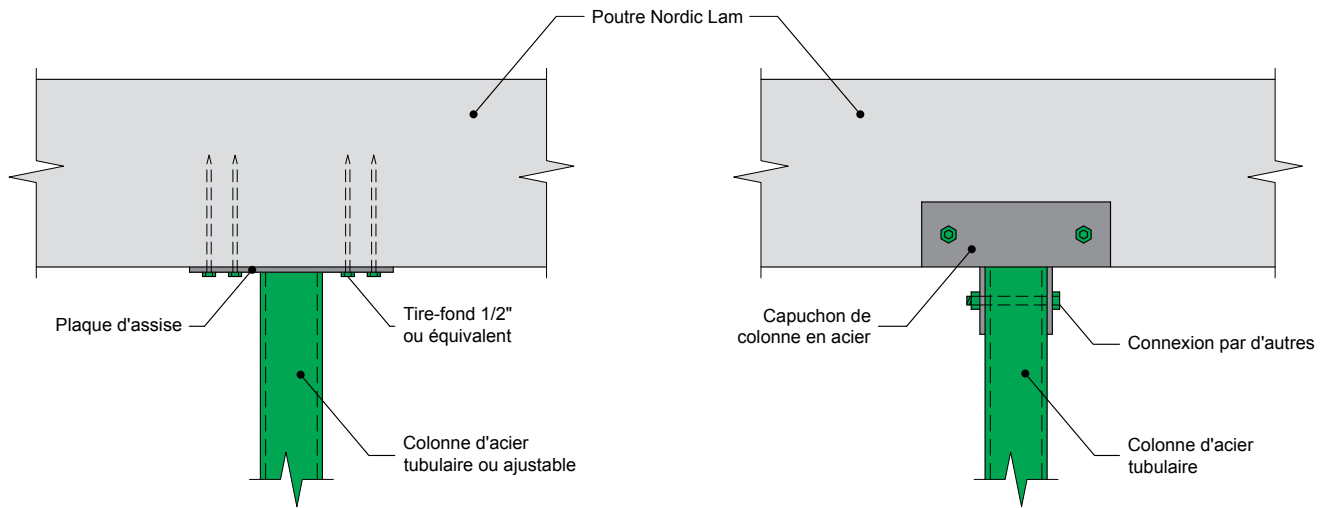 Poutre Nordic Lam
Plaque d'assise
Tire-fond 1/2"
ou équivalent
Colonne d'acier
tubulaire ou ajustable
Capuchon de
colonne en acier
Connexion par d'autres
Colonne d'acier
tubulaire